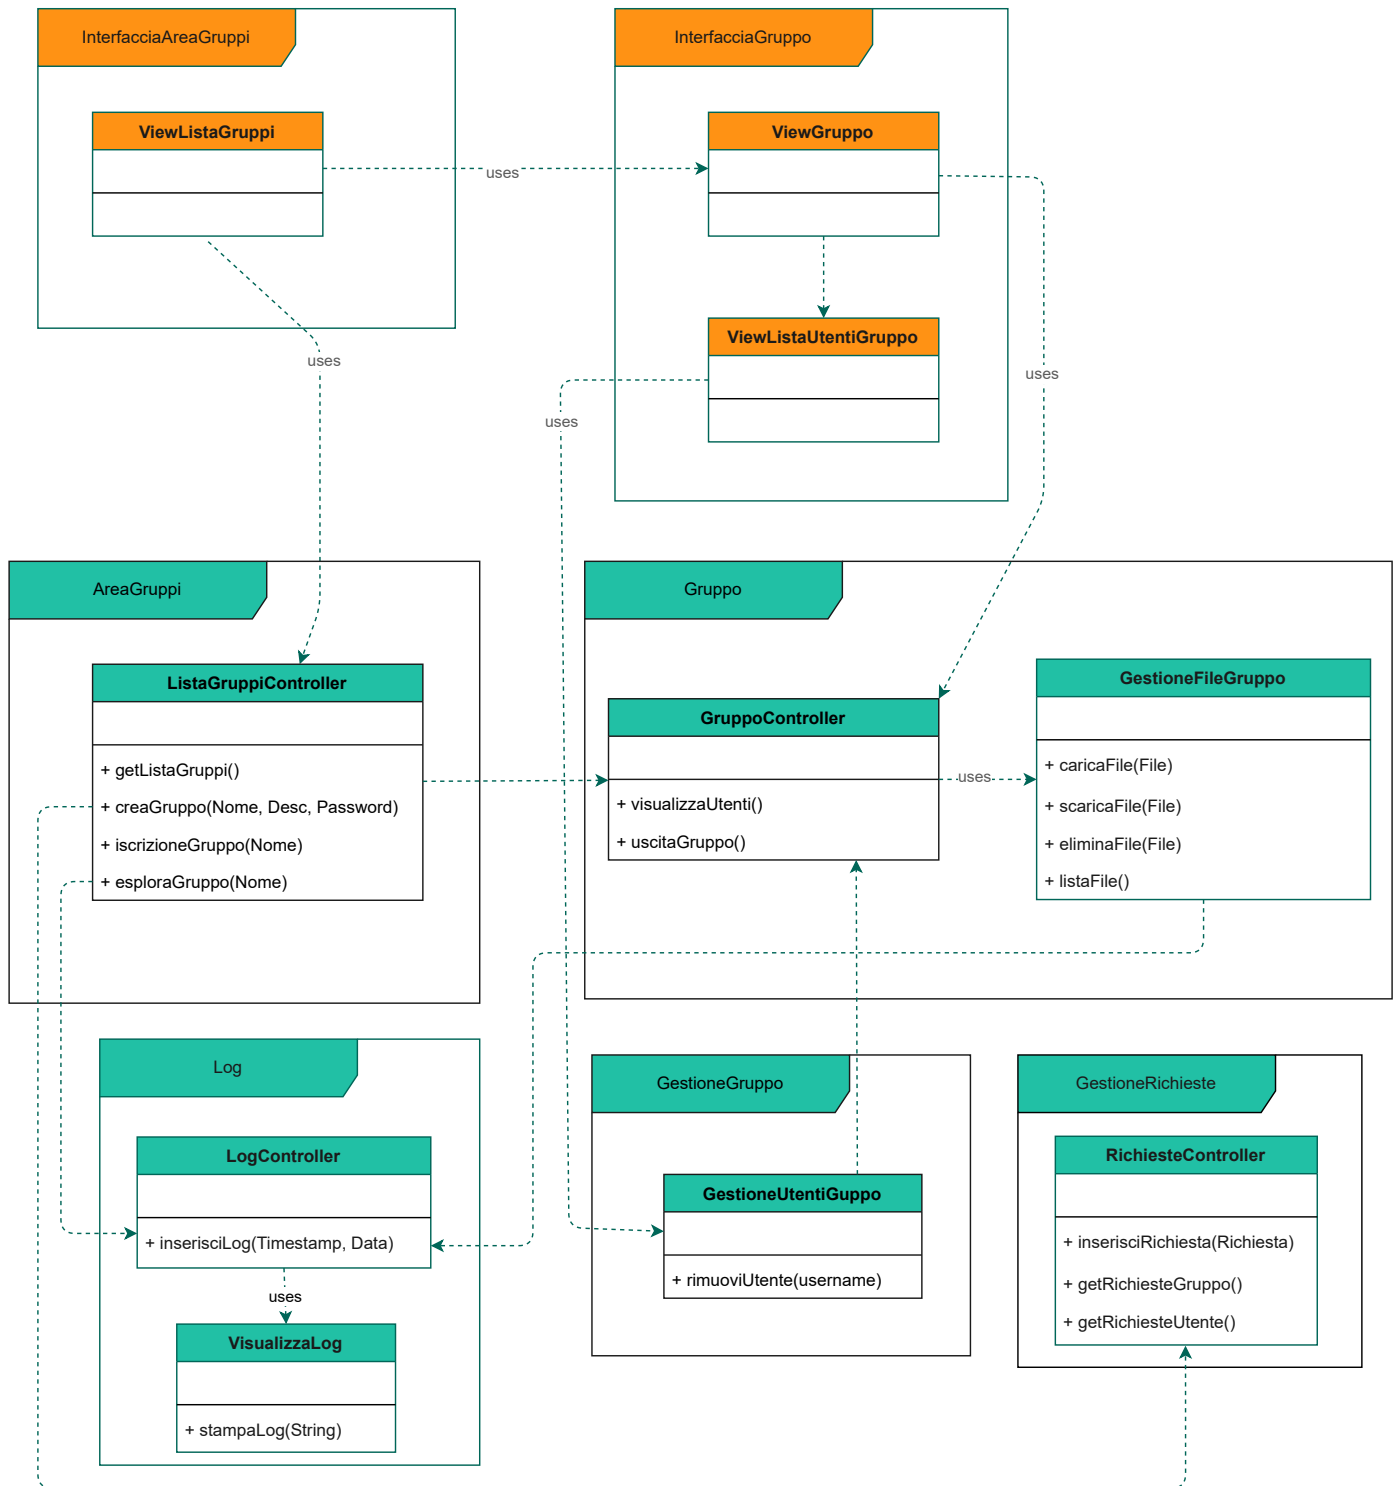 InterfacciaAreaGruppi
InterfacciaGruppo
ViewListaGruppi
ViewGruppo
uses
ViewListaUtentiGruppo
uses
uses
uses
AreaGruppi
Gruppo
ListaGruppiController
+ getListaGruppi()
+ creaGruppo(Nome, Desc, Password)
+ iscrizioneGruppo(Nome)
+ esploraGruppo(Nome)
GruppoController
+ visualizzaUtenti()
+ uscitaGruppo()
uses
GestioneFileGruppo
+ caricaFile(File)
+ scaricaFile(File)
+ eliminaFile(File)
+ listaFile()
Log
LogController
+ inserisciLog(Timestamp, Data)
uses
VisualizzaLog
+ stampaLog(String)
GestioneGruppo
GestioneUtentiGuppo
+ rimuoviUtente(username)
GestioneRichieste
RichiesteController
+ inserisciRichiesta(Richiesta)
+ getRichiesteGruppo()
+ getRichiesteUtente()